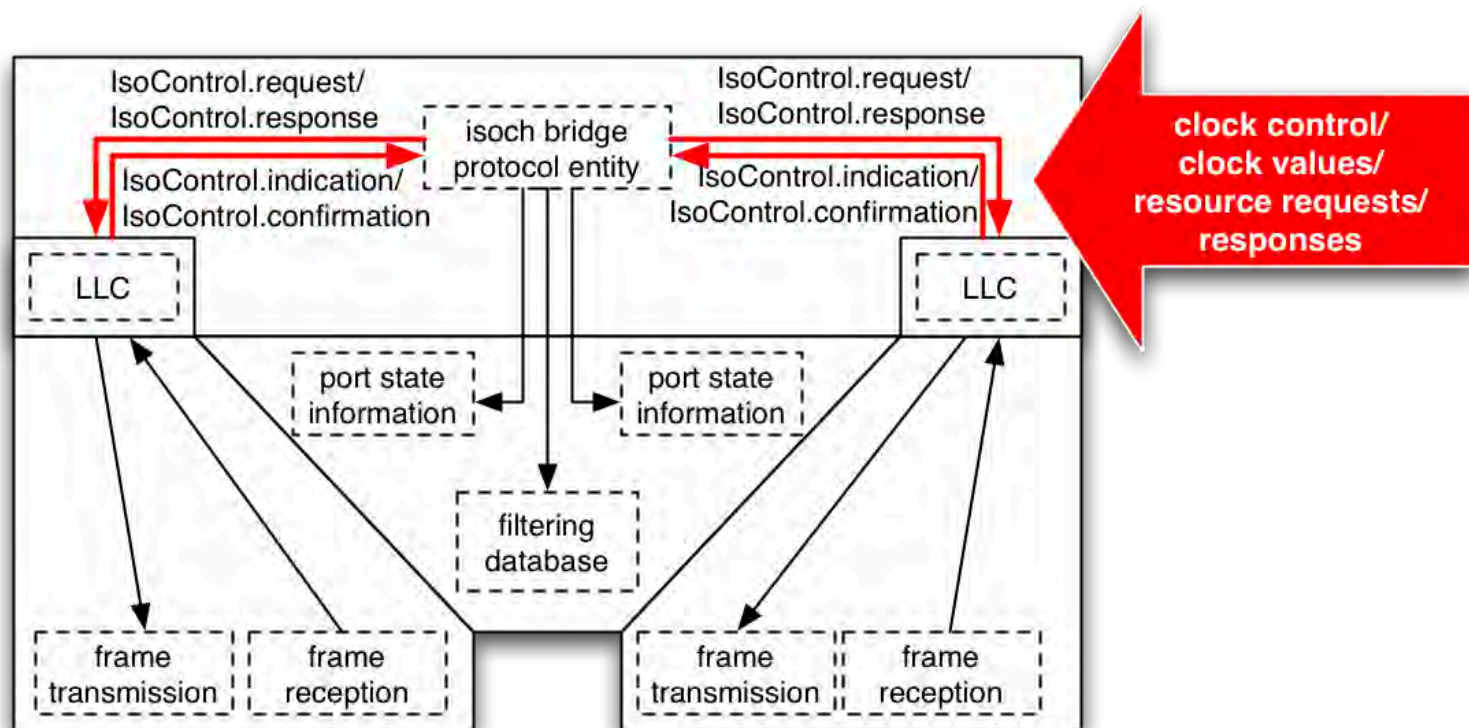 IsoControl.request/
IsoControl.response
isoch bridge
protocol entity
IsoControl.request/
IsoControl.response
IsoControl.indication/
IsoControl.confirmation
IsoControl.indication/
IsoControl.confirmation
clock control/
clock values/
resource requests/
responses
LLC
LLC
port state
information
port state
information
filtering
database
frame
transmission
frame
reception
frame
transmission
frame
reception